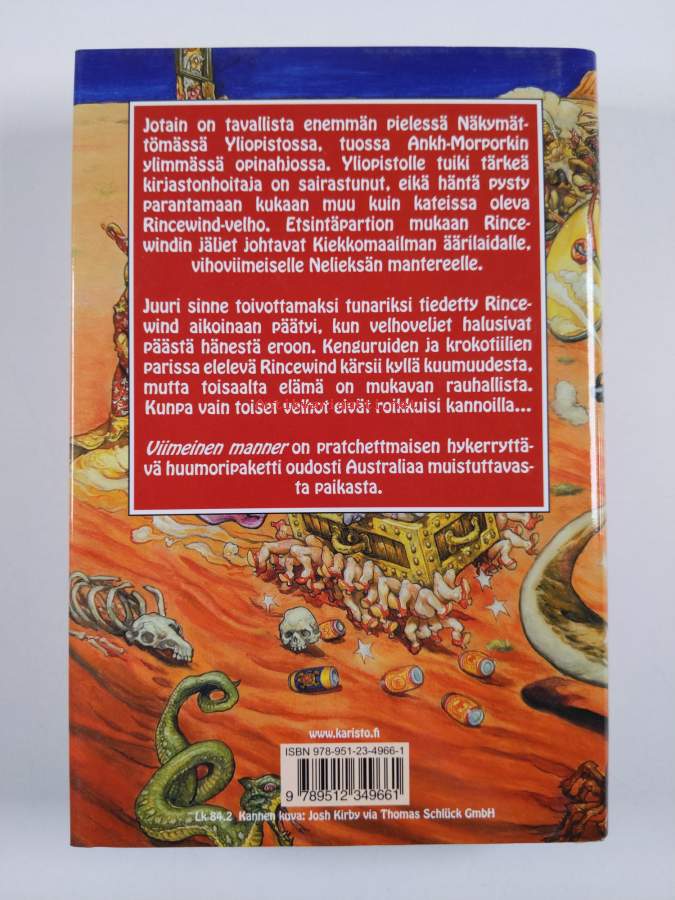 Jotain on tavallista enemmän pielessä Näkymät-
tömässä Yliopistossa, tuossa Ankh-Morporkin
ylimmässä opinahjossa. Yliopistolle tuiki tärkeä
kirjastonhoitaja on sairastunut, eikä häntä pysty
parantamaan kukaan muu kuin kateissa oleva
Rincewind-velho. Etsintäpartion mukaan Rince-
windin jäljet johtavat Kiekkomaailman äärilaidalle,
vihoviimeiselle Nelieksän mantereelle.
Juuri sinne toivottamaksi tunariksi tiedetty Rince-
wind aikoinaan päätyi, kun velhoveljet halusivat
päästä hänestä eroon. Kenguruiden ja krokotiilien
parissa elelevä Rincewind kärsii kyllä kuumuudesta,
mutta toisaalta elämä on mukavan rauhallista.
Kunpa vain toiset velhot eivät roikkuisi kannoilla...
Viimeinen manner on pratchettmaisen hykerryttä-
vä huumoripaketti oudosti Australiaa muistuttavas-
ta paikasta.
www.karisto.fi
ISBN 978-951-23-4966-1
9 789512 349661
Lk 84.2 Kannen kuva: Josh Kirby via Thomas Schlück GmbH